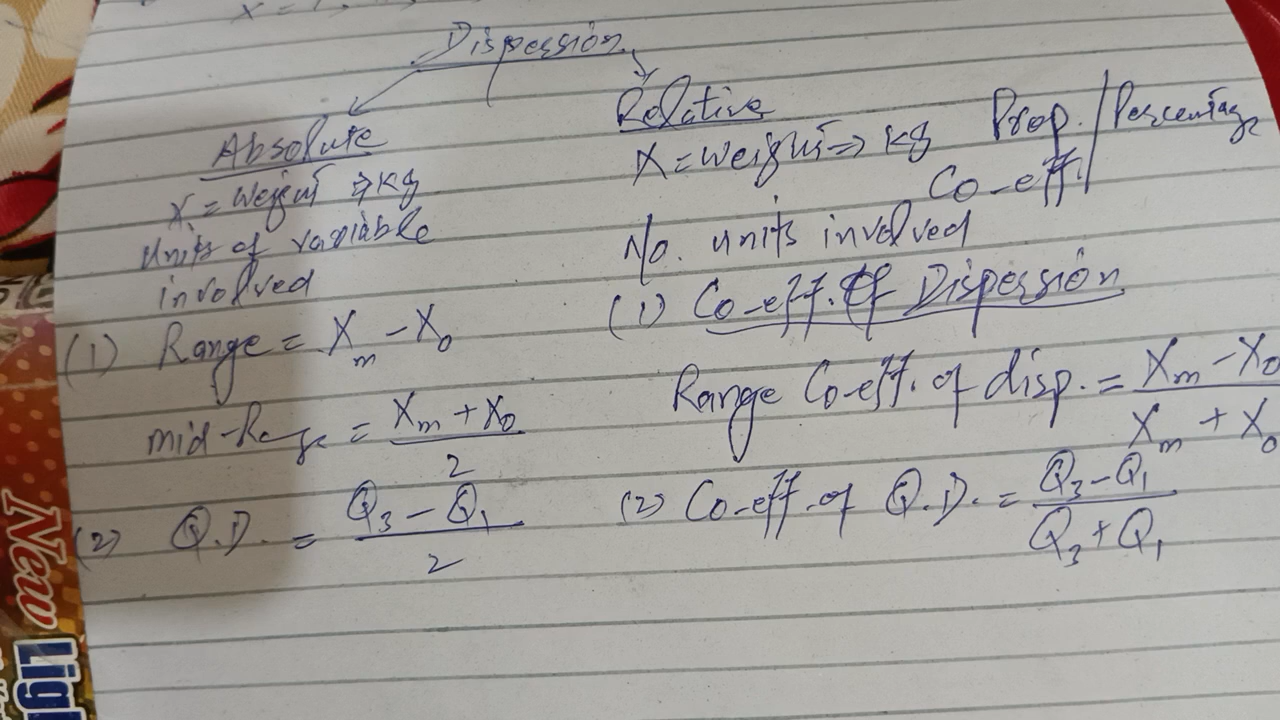 X =
Dispersion
Absolute
X = Weight ⇒ kg
Units of variable
involved
(1) Range = Xm − X0
mid-Range = Xm + X0 / 2
(2) Q.D. = Q3 − Q1 / 2
Relative
X = Weight ⇒ kg Prop. / Percentage
Co-eff.
No. units involved
(1) Co-eff. of Dispersion
Range Co-eff. of disp. = Xm − X0 / Xm + X0
(2) Co-eff. of Q.D. = Q3 − Q1 / Q3 + Q1
New
Ligh